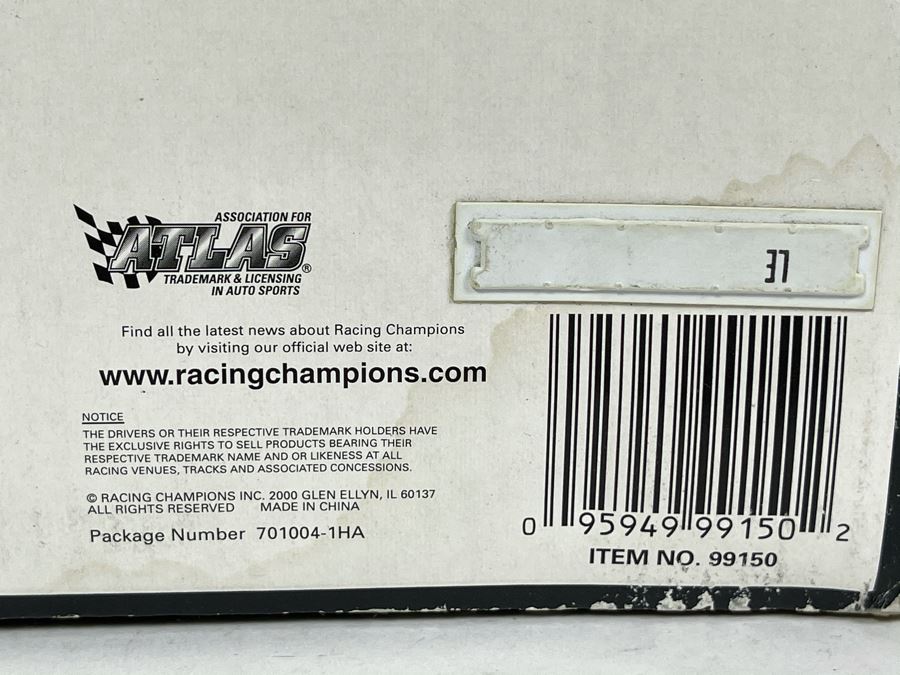 ASSOCIATION FOR
ATLAS®
TRADEMARK & LICENSING
IN AUTO SPORTS
Find all the latest news about Racing Champions
by visiting our official web site at:
www.racingchampions.com
NOTICE
THE DRIVERS OR THEIR RESPECTIVE TRADEMARK HOLDERS HAVE
THE EXCLUSIVE RIGHTS TO SELL PRODUCTS BEARING THEIR
RESPECTIVE TRADEMARK NAME AND OR LIKENESS AT ALL
RACING VENUES, TRACKS AND ASSOCIATED CONCESSIONS.
© RACING CHAMPIONS INC. 2000 GLEN ELLYN, IL 60137
ALL RIGHTS RESERVED MADE IN CHINA
Package Number 701004-1HA
0 95949 99150 2
ITEM NO. 99150